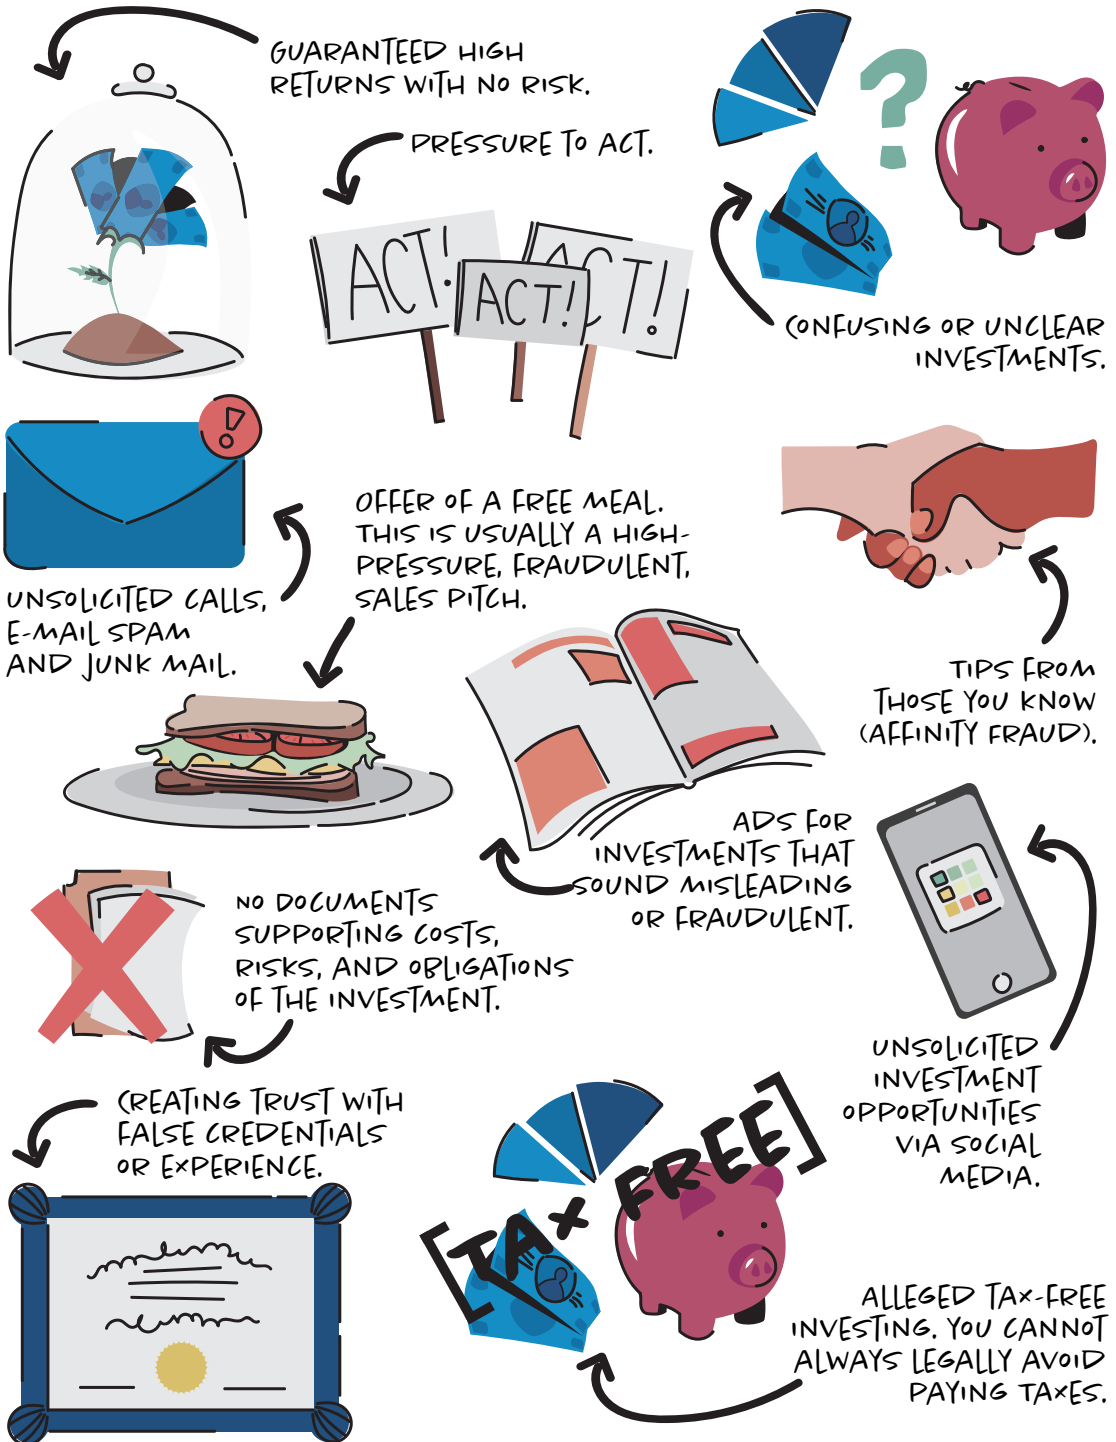 GUARANTEED HIGH
RETURNS WITH NO RISK.
PRESSURE TO ACT.
ACT!
ACT!
ACT!
?
CONFUSING OR UNCLEAR
INVESTMENTS.
!
UNSOLICITED CALLS,
E-MAIL SPAM
AND JUNK MAIL.
OFFER OF A FREE MEAL.
THIS IS USUALLY A HIGH-
PRESSURE, FRAUDULENT,
SALES PITCH.
TIPS FROM
THOSE YOU KNOW
(AFFINITY FRAUD).
ADS FOR
INVESTMENTS THAT
SOUND MISLEADING
OR FRAUDULENT.
NO DOCUMENTS
SUPPORTING COSTS,
RISKS, AND OBLIGATIONS
OF THE INVESTMENT.
UNSOLICITED
INVESTMENT
OPPORTUNITIES
VIA SOCIAL
MEDIA.
CREATING TRUST WITH
FALSE CREDENTIALS
OR EXPERIENCE.
[TAX FREE]
ALLEGED TAX-FREE
INVESTING. YOU CANNOT
ALWAYS LEGALLY AVOID
PAYING TAXES.